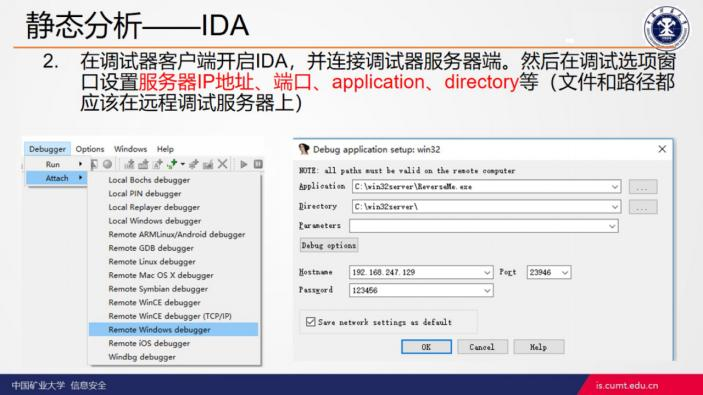 静态分析——IDA
2. 在调试器客户端开启IDA，并连接调试器服务器端。然后在调试选项窗
口设置服务器IP地址、端口、application、directory等（文件和路径都
应该在远程调试服务器上）
Debugger Options Windows Help
Run
Attach
Local Bochs debugger
Local PIN debugger
Local Replayer debugger
Local Windows debugger
Remote ARMLinux/Android debugger
Remote GDB debugger
Remote Linux debugger
Remote Mac OS X debugger
Remote Symbian debugger
Remote WinCE debugger
Remote WinCE debugger (TCP/IP)
Remote Windows debugger
Remote iOS debugger
Windbg debugger
Debug application setup: win32
NOTE: all paths must be valid on the remote computer
Application C:\win32server\ReverseMe.exe ...
Directory C:\win32server\ ...
Parameters
Debug options
Hostname 192.168.247.129 Port 23946
Password 123456
Save network settings as default
OK Cancel Help
中国矿业大学 信息安全
is.cumt.edu.cn